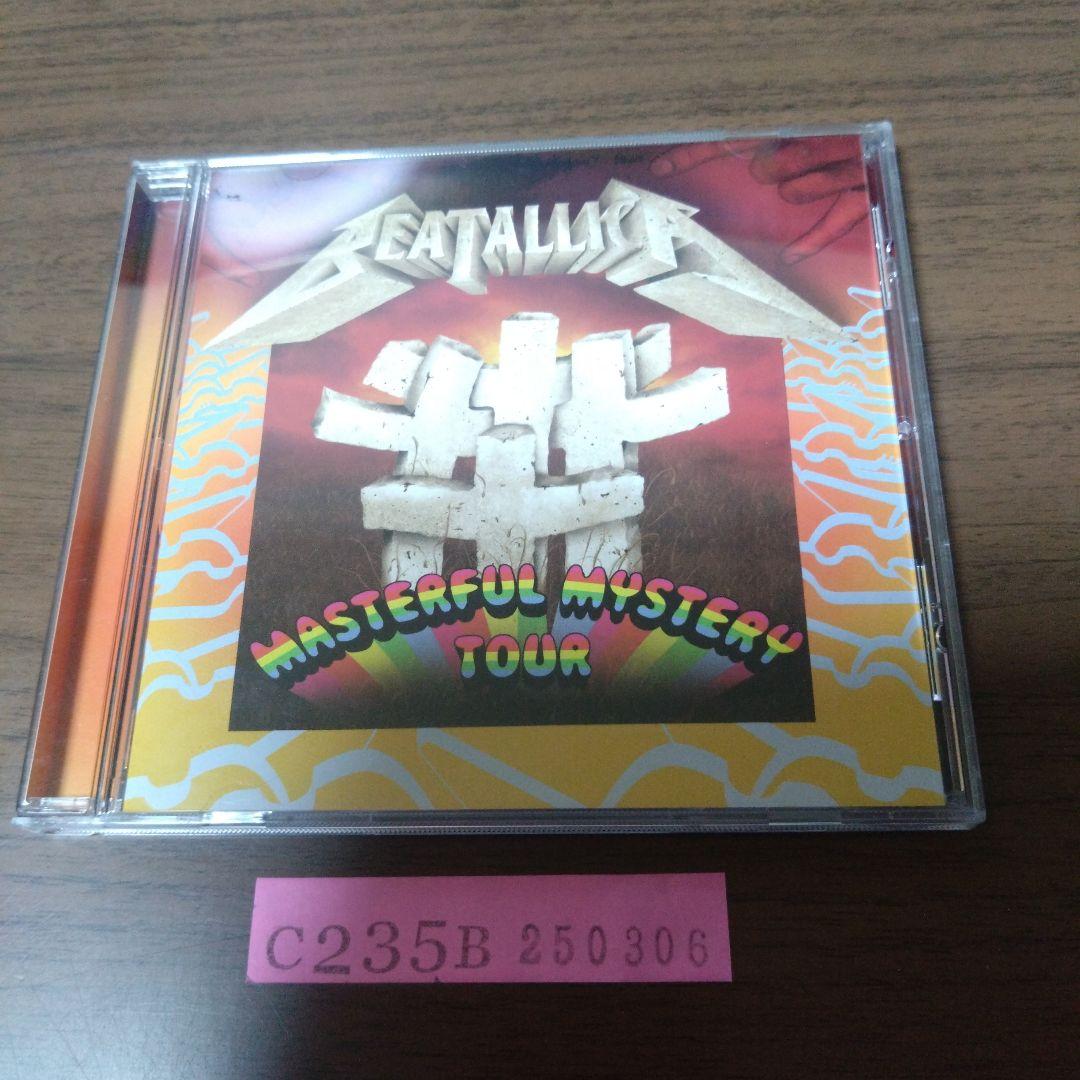 BEATALLICA
MASTERFUL MYSTERY
TOUR
C235B 250306